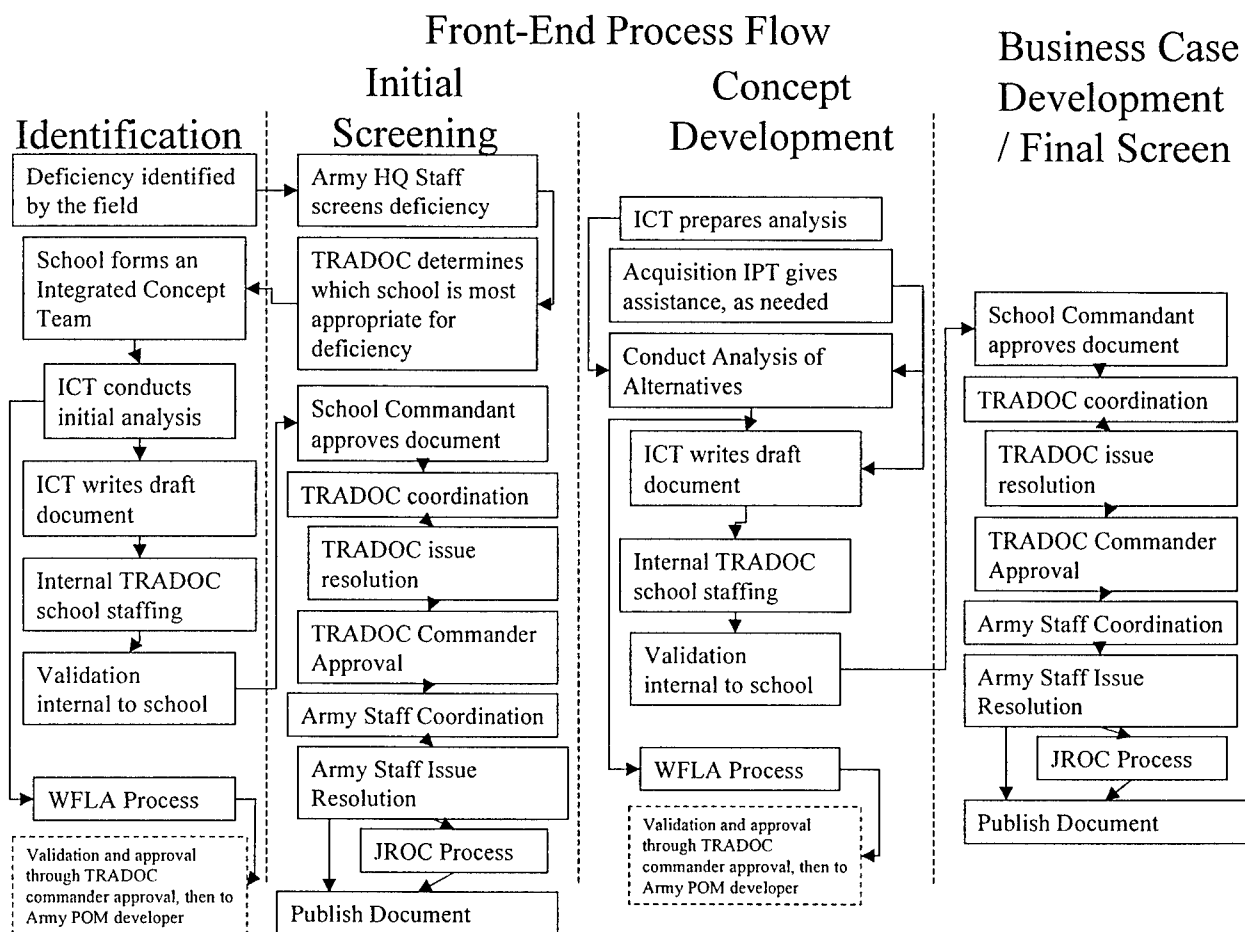 Front-End Process Flow
Identification
Deficiency identified
by the field
School forms an
Integrated Concept
Team
ICT conducts
initial analysis
ICT writes draft
document
Internal TRADOC
school staffing
Validation
internal to school
WFLA Process
Validation and approval
through TRADOC
commander approval, then to
Army POM developer
Initial
Screening
Army HQ Staff
screens deficiency
TRADOC determines
which school is most
appropriate for
deficiency
School Commandant
approves document
TRADOC coordination
TRADOC issue
resolution
TRADOC Commander
Approval
Army Staff Coordination
Army Staff Issue
Resolution
JROC Process
Publish Document
Concept
Development
ICT prepares analysis
Acquisition IPT gives
assistance, as needed
Conduct Analysis of
Alternatives
ICT writes draft
document
Internal TRADOC
school staffing
Validation
internal to school
WFLA Process
Validation and approval
through TRADOC
commander approval, then to
Army POM developer
Business Case
Development
/ Final Screen
School Commandant
approves document
TRADOC coordination
TRADOC issue
resolution
TRADOC Commander
Approval
Army Staff Coordination
Army Staff Issue
Resolution
JROC Process
Publish Document